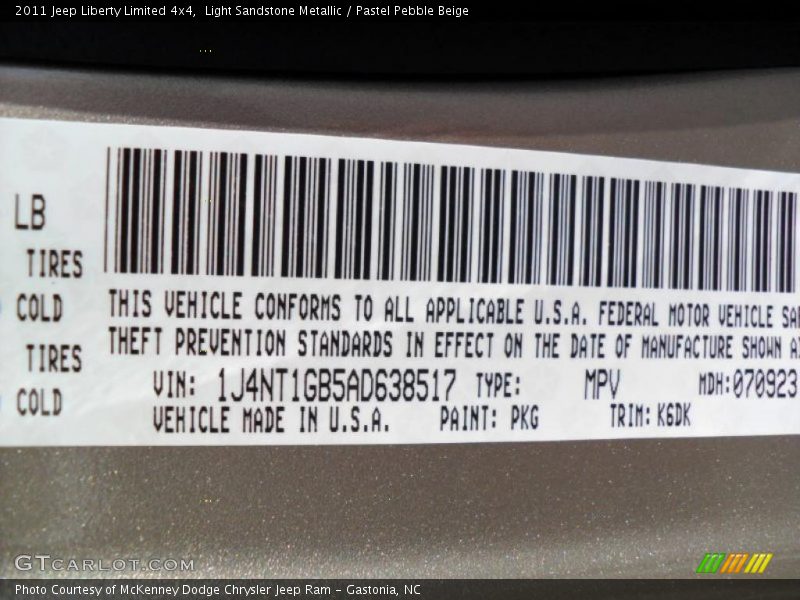 2011 Jeep Liberty Limited 4x4,  Light Sandstone Metallic / Pastel Pebble Beige
LB
TIRES
COLD
TIRES
COLD
THIS VEHICLE CONFORMS TO ALL APPLICABLE U.S.A. FEDERAL MOTOR VEHICLE SA
THEFT PREVENTION STANDARDS IN EFFECT ON THE DATE OF MANUFACTURE SHOWN A
VIN: 1J4NT1GB5AD638517 TYPE: MPV MDH:070923
VEHICLE MADE IN U.S.A. PAINT: PKG TRIM: K6DK
GTCARLOT.COM
Photo Courtesy of McKenney Dodge Chrysler Jeep Ram – Gastonia, NC